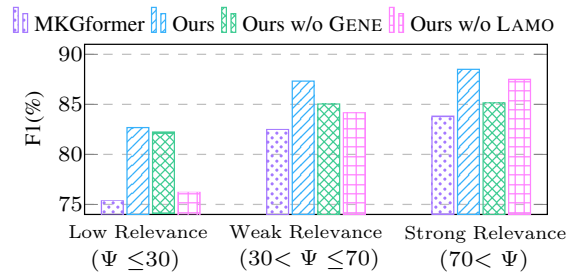 MKGformer Ours Ours w/o GENE Ours w/o LAMO
F1(%)
90
85
80
75
Low Relevance Weak Relevance Strong Relevance
(Ψ ≤30) (30< Ψ ≤70) (70< Ψ)